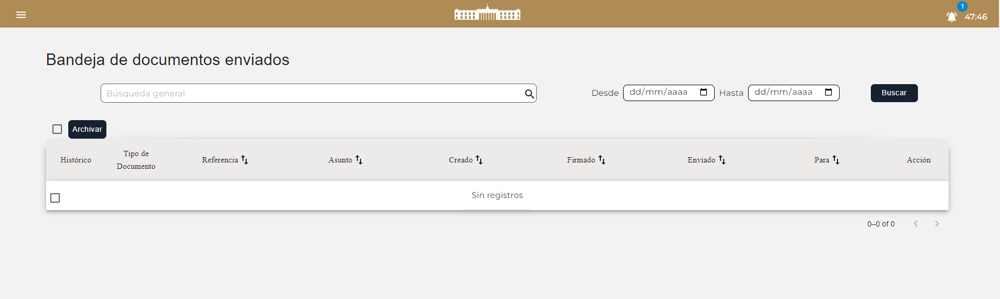 1
47:46
Bandeja de documentos enviados
Búsqueda general
Desde dd/mm/aaaa Hasta dd/mm/aaaa Buscar
Archivar
Histórico Tipo de Documento Referencia Asunto Creado Firmado Enviado Para Acción
Sin registros
0–0 of 0